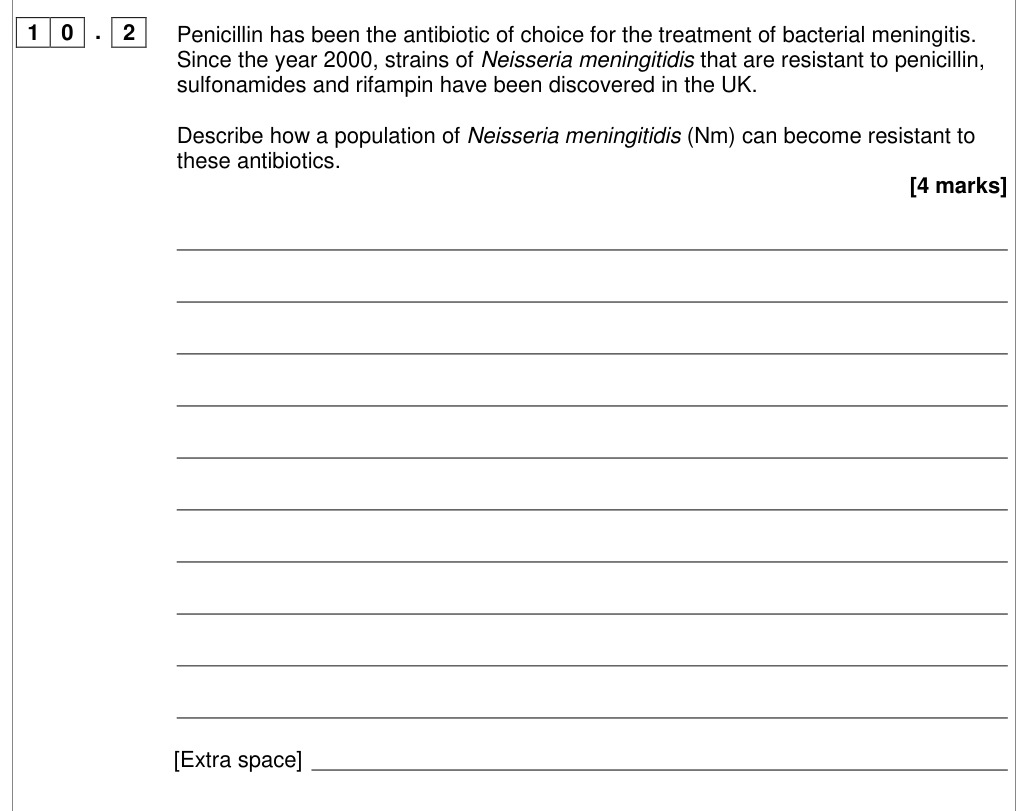 10.2 Penicillin has been the antibiotic of choice for the treatment of bacterial meningitis.
Since the year 2000, strains of Neisseria meningitidis that are resistant to penicillin,
sulfonamides and rifampin have been discovered in the UK.
Describe how a population of Neisseria meningitidis (Nm) can become resistant to
these antibiotics.
[4 marks]
[Extra space]